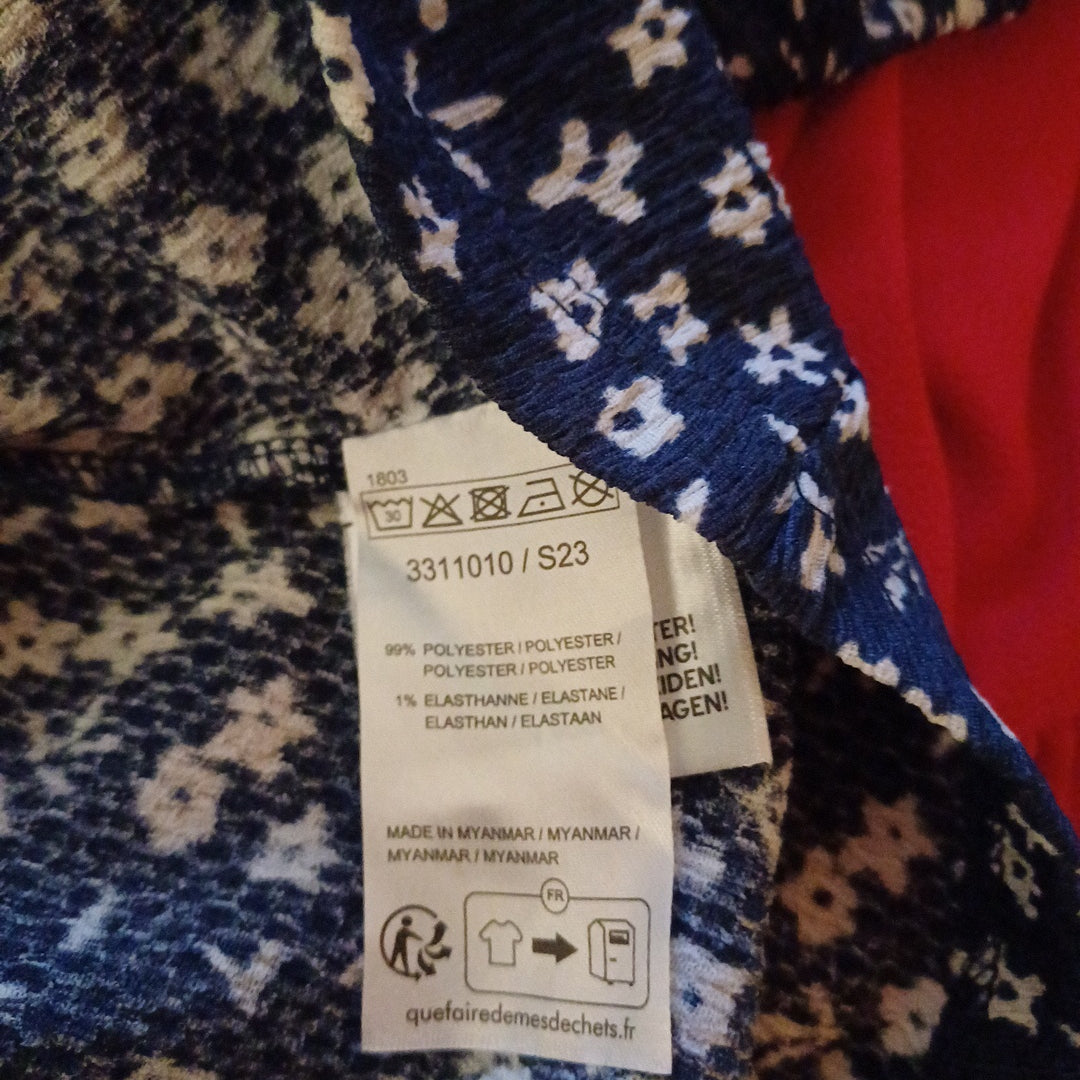 1803
30
3311010 / S23
99% POLYESTER / POLYESTER /
POLYESTER / POLYESTER
1% ELASTHANNE / ELASTANE /
ELASTHAN / ELASTAAN
TER!
NG!
EIDEN!
AGEN!
MADE IN MYANMAR / MYANMAR /
MYANMAR / MYANMAR
FR
quefairedemesdechets.fr